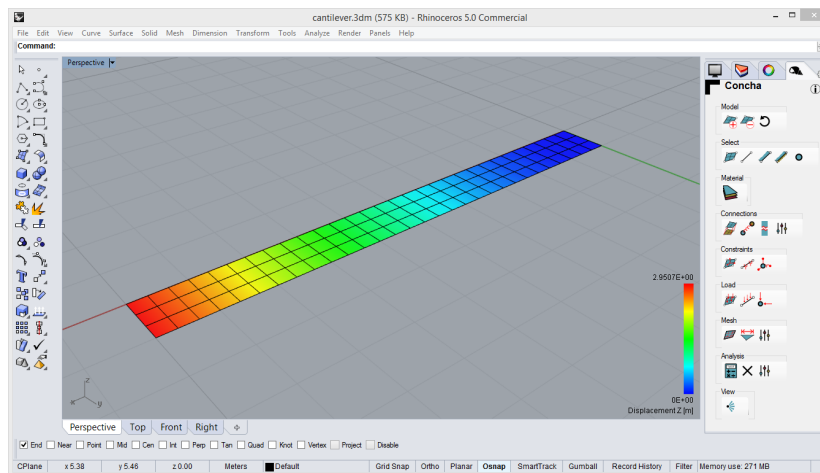 cantilever.3dm (575 KB) - Rhinoceros 5.0 Commercial
File Edit View Curve Surface Solid Mesh Dimension Transform Tools Analyze Render Panels Help
Command:
Perspective
Concha
Model
Select
Material
Connections
Constraints
Load
Mesh
Analysis
View
2.9507E+00
0E+00
Displacement Z [m]
z
x
y
Perspective Top Front Right
End Near Point Mid Cen Int Perp Tan Quad Knot Vertex Project Disable
CPlane x 5.38 y 5.46 z 0.00 Meters Default Grid Snap Ortho Planar Osnap SmartTrack Gumball Record History Filter Memory use: 271 MB